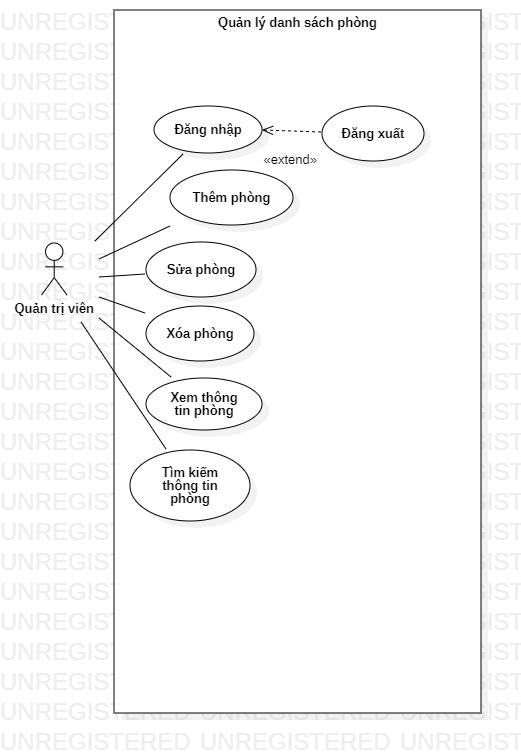 Quản lý danh sách phòng
Đăng nhập
Đăng xuất
«extend»
Thêm phòng
Sửa phòng
Quản trị viên
Xóa phòng
Xem thông
tin phòng
Tìm kiếm
thông tin
phòng
UNREGISTERED UNREGISTERED UNREGIST